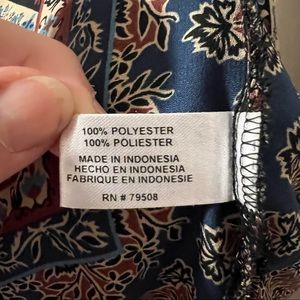 100% POLYESTER
100% POLIESTER
MADE IN INDONESIA
HECHO EN INDONESIA
FABRIQUE EN INDONESIE
RN # 79508